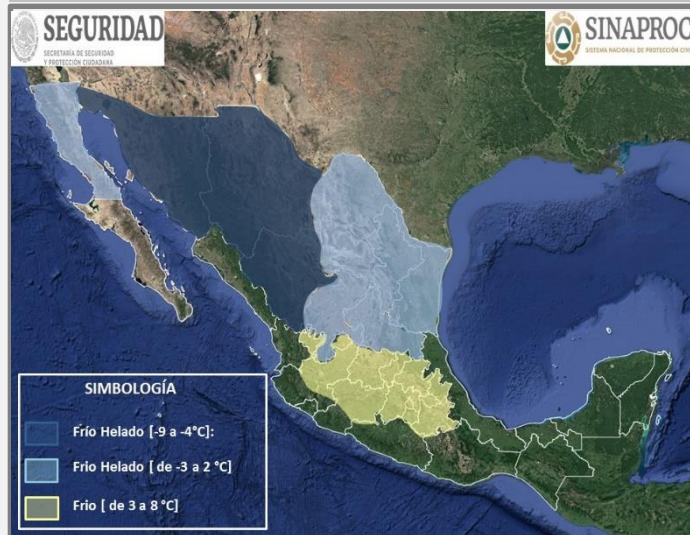 SEGURIDAD
SECRETARÍA DE SEGURIDAD
Y PROTECCIÓN CIUDADANA
SINAPROC
SISTEMA NACIONAL DE PROTECCIÓN CIV
SIMBOLOGÍA
Frío Helado [-9 a -4°C]:
Frio Helado [ de -3 a 2 °C]
Frio [ de 3 a 8 °C]